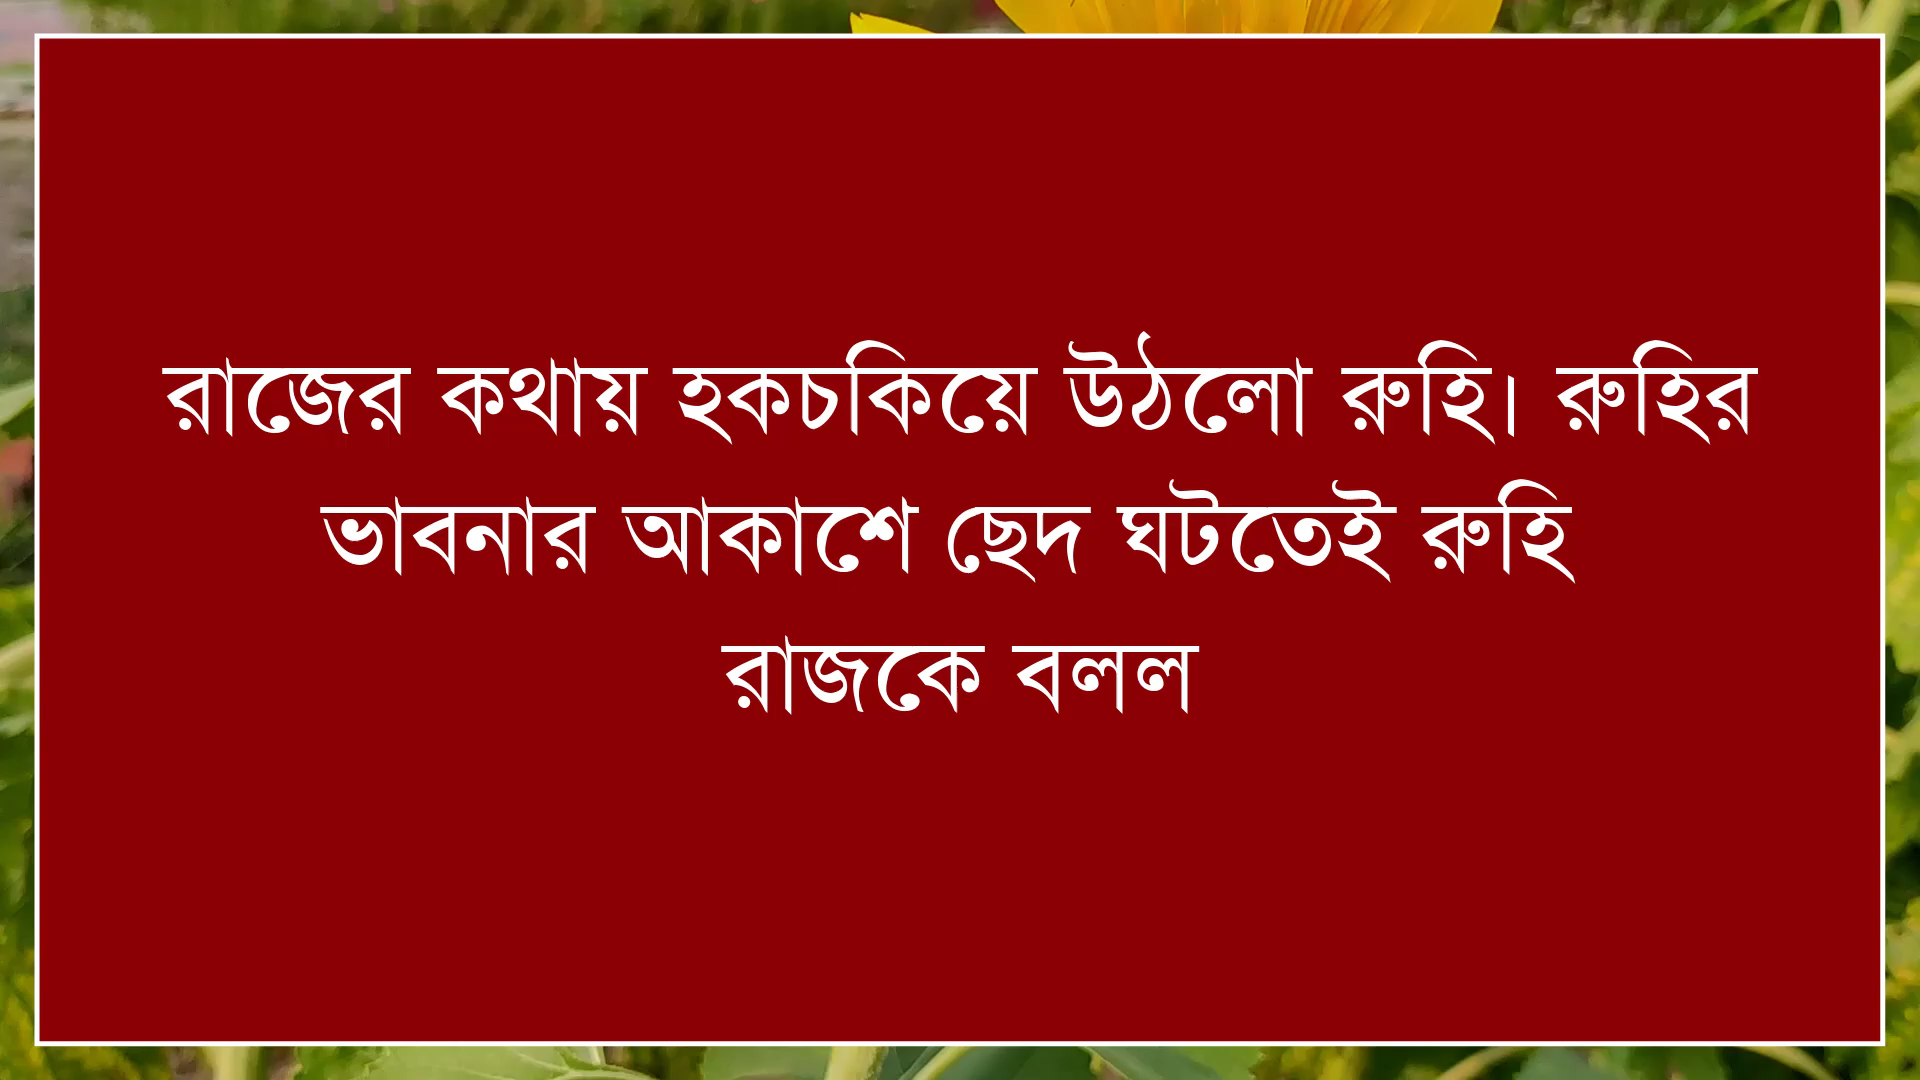 রাজের কথায় হকচকিয়ে উঠলো রুহি। রুহির
ভাবনার আকাশে ছেদ ঘটতেই রুহি
রাজকে বলল